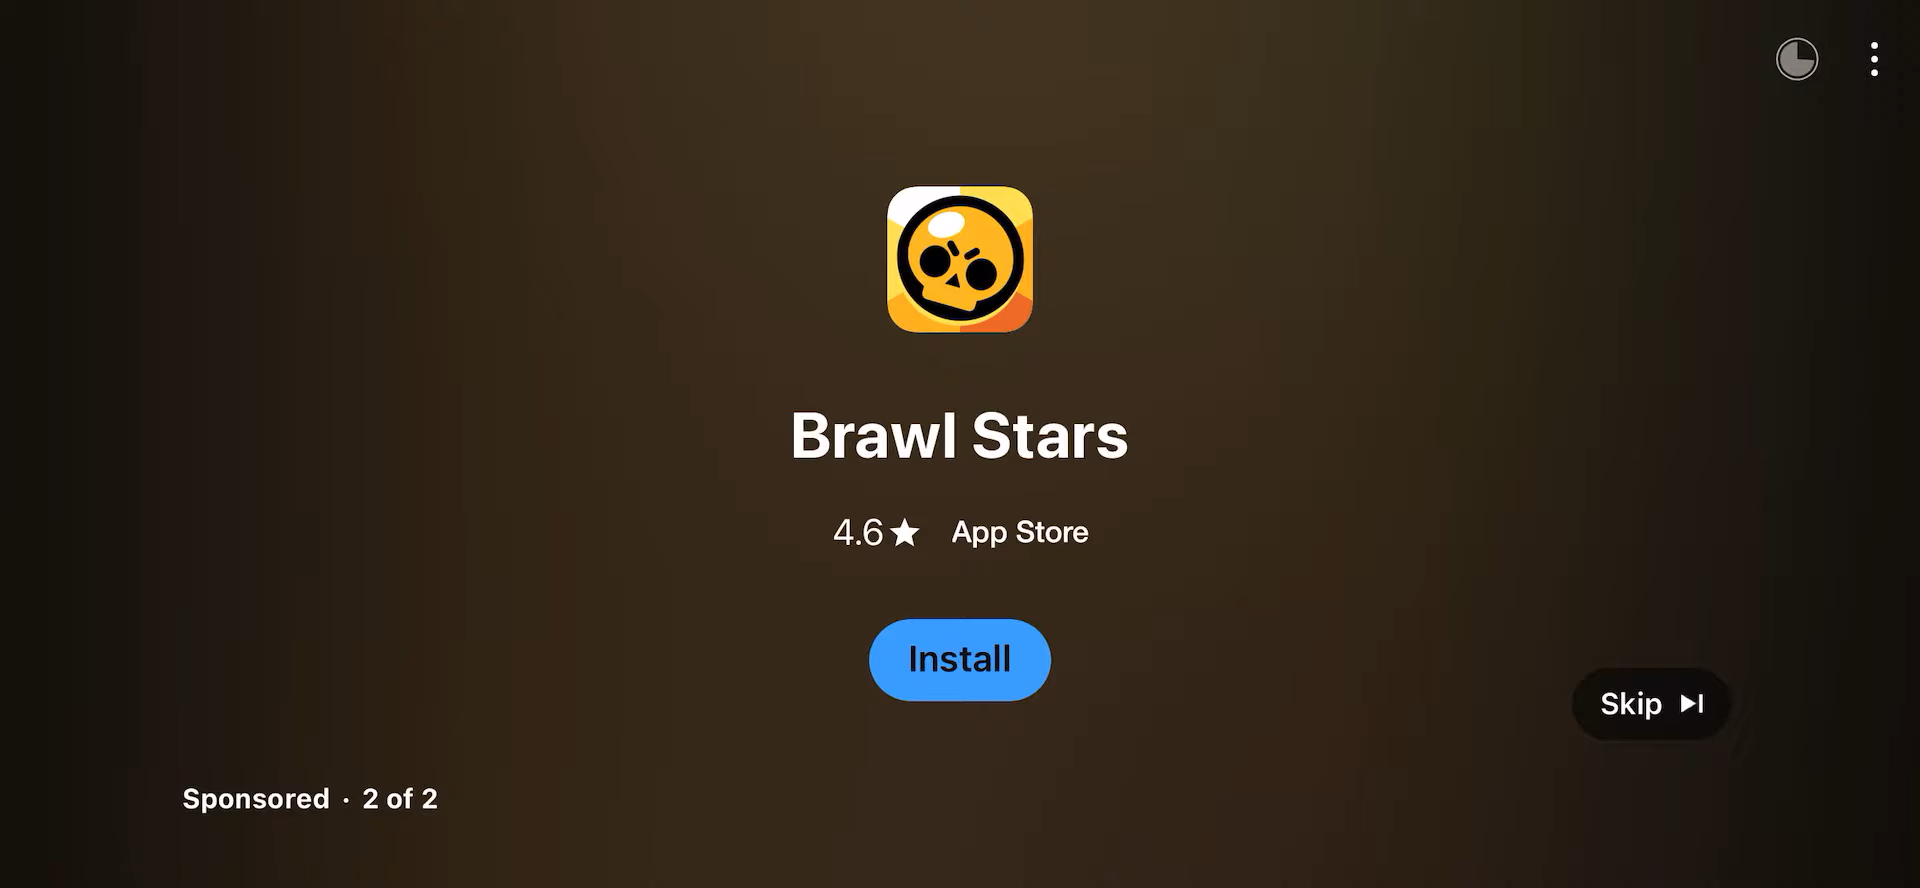 Brawl Stars
4.6★ App Store
Install
Skip
Sponsored · 2 of 2